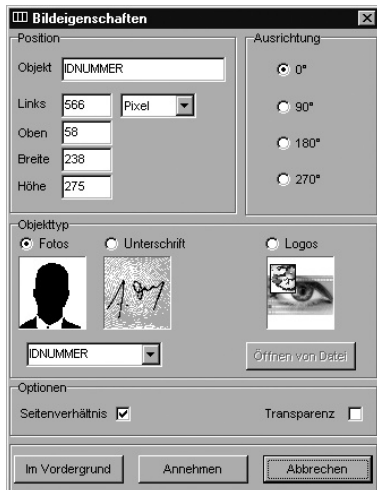 Bildeigenschaften
Position
Objekt IDNUMMER
Links 566 Pixel
Oben 58
Breite 238
Höhe 275
Ausrichtung
0°
90°
180°
270°
Objekttyp
Fotos Unterschrift Logos
IDNUMMER Öffnen von Datei
Optionen
Seitenverhältnis Transparenz
Im Vordergrund Annehmen Abbrechen